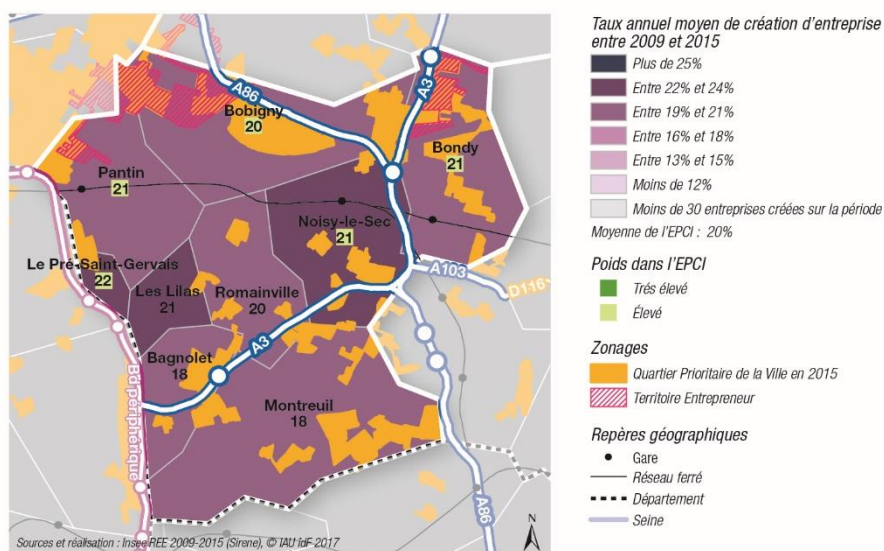 A86
A3
Bobigny
20
Bondy
21
Pantin
21
Noisy-le-Sec
21
Le Pré-Saint-Gervais
22
Les Lilas
21
Romainville
20
A103
D116
Bagnolet
18
A3
Montreuil
18
Bd périphérique
A86
N
Sources et réalisation : Insee REE 2009-2015 (Sirene), © IAU îdF 2017
Taux annuel moyen de création d'entreprise
entre 2009 et 2015
Plus de 25%
Entre 22% et 24%
Entre 19% et 21%
Entre 16% et 18%
Entre 13% et 15%
Moins de 12%
Moins de 30 entreprises créées sur la période
Moyenne de l'EPCI : 20%
Poids dans l'EPCI
Trés élevé
Élevé
Zonages
Quartier Prioritaire de la Ville en 2015
Territoire Entrepreneur
Repères géographiques
Gare
Réseau ferré
Département
Seine